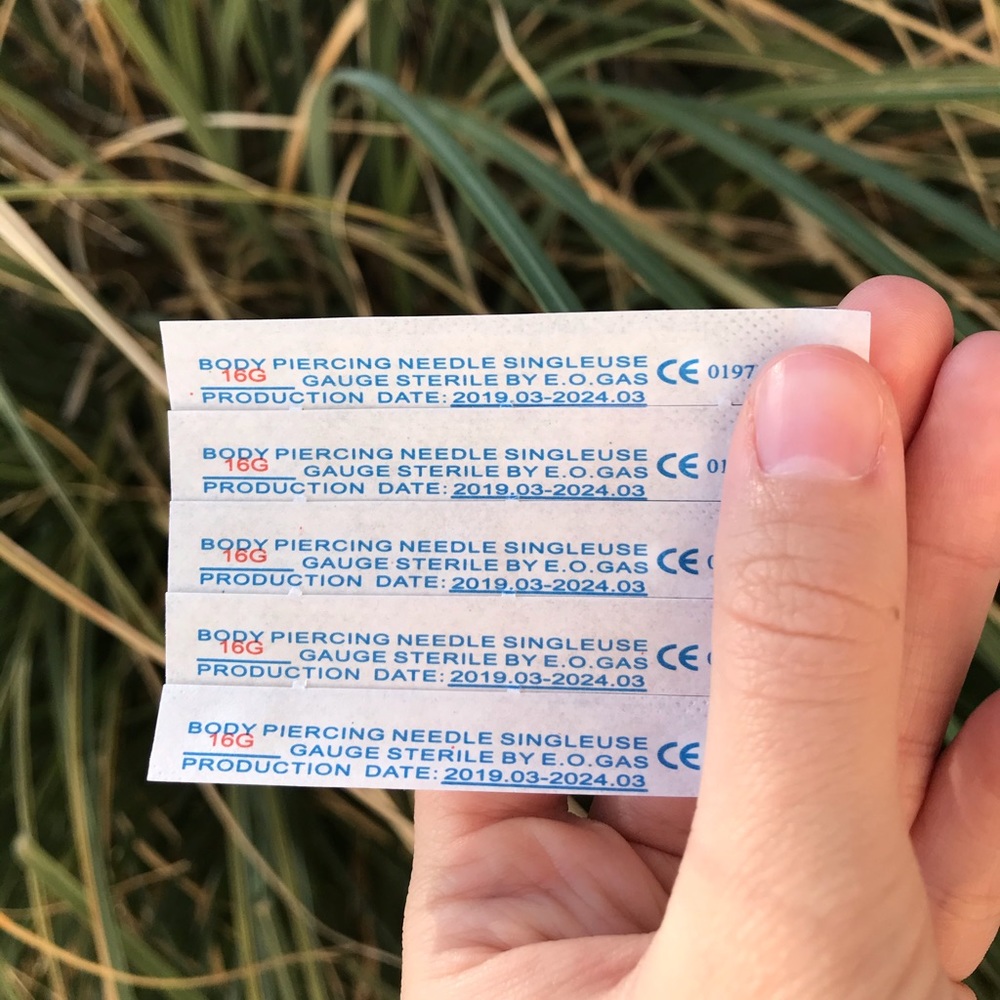 BODY PIERCING NEEDLE SINGLEUSE
16G GAUGE STERILE BY E.O.GAS CE 0197
PRODUCTION DATE: 2019.03-2024.03
BODY PIERCING NEEDLE SINGLEUSE
16G GAUGE STERILE BY E.O.GAS CE
PRODUCTION DATE: 2019.03-2024.03
BODY PIERCING NEEDLE SINGLEUSE
16G GAUGE STERILE BY E.O.GAS CE
PRODUCTION DATE: 2019.03-2024.03
BODY PIERCING NEEDLE SINGLEUSE
16G GAUGE STERILE BY E.O.GAS CE
PRODUCTION DATE: 2019.03-2024.03
BODY PIERCING NEEDLE SINGLEUSE
16G GAUGE STERILE BY E.O.GAS CE
PRODUCTION DATE: 2019.03-2024.03